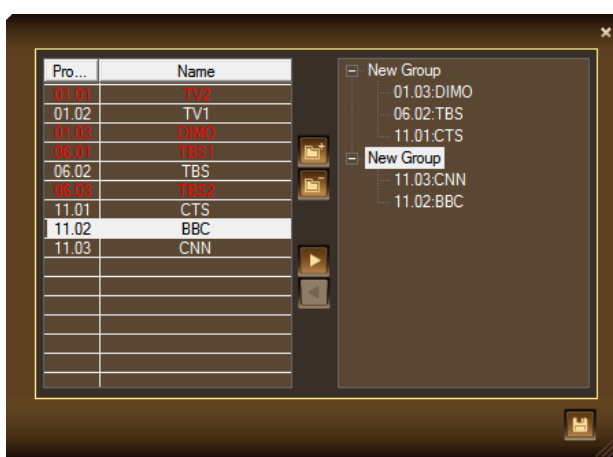 Pro... Name
01.01 TV2
01.02 TV1
01.03 DIMO
06.01 TBS1
06.02 TBS
06.03 TBS2
11.01 CTS
11.02 BBC
11.03 CNN
New Group
01.03:DIMO
06.02:TBS
11.01:CTS
New Group
11.03:CNN
11.02:BBC